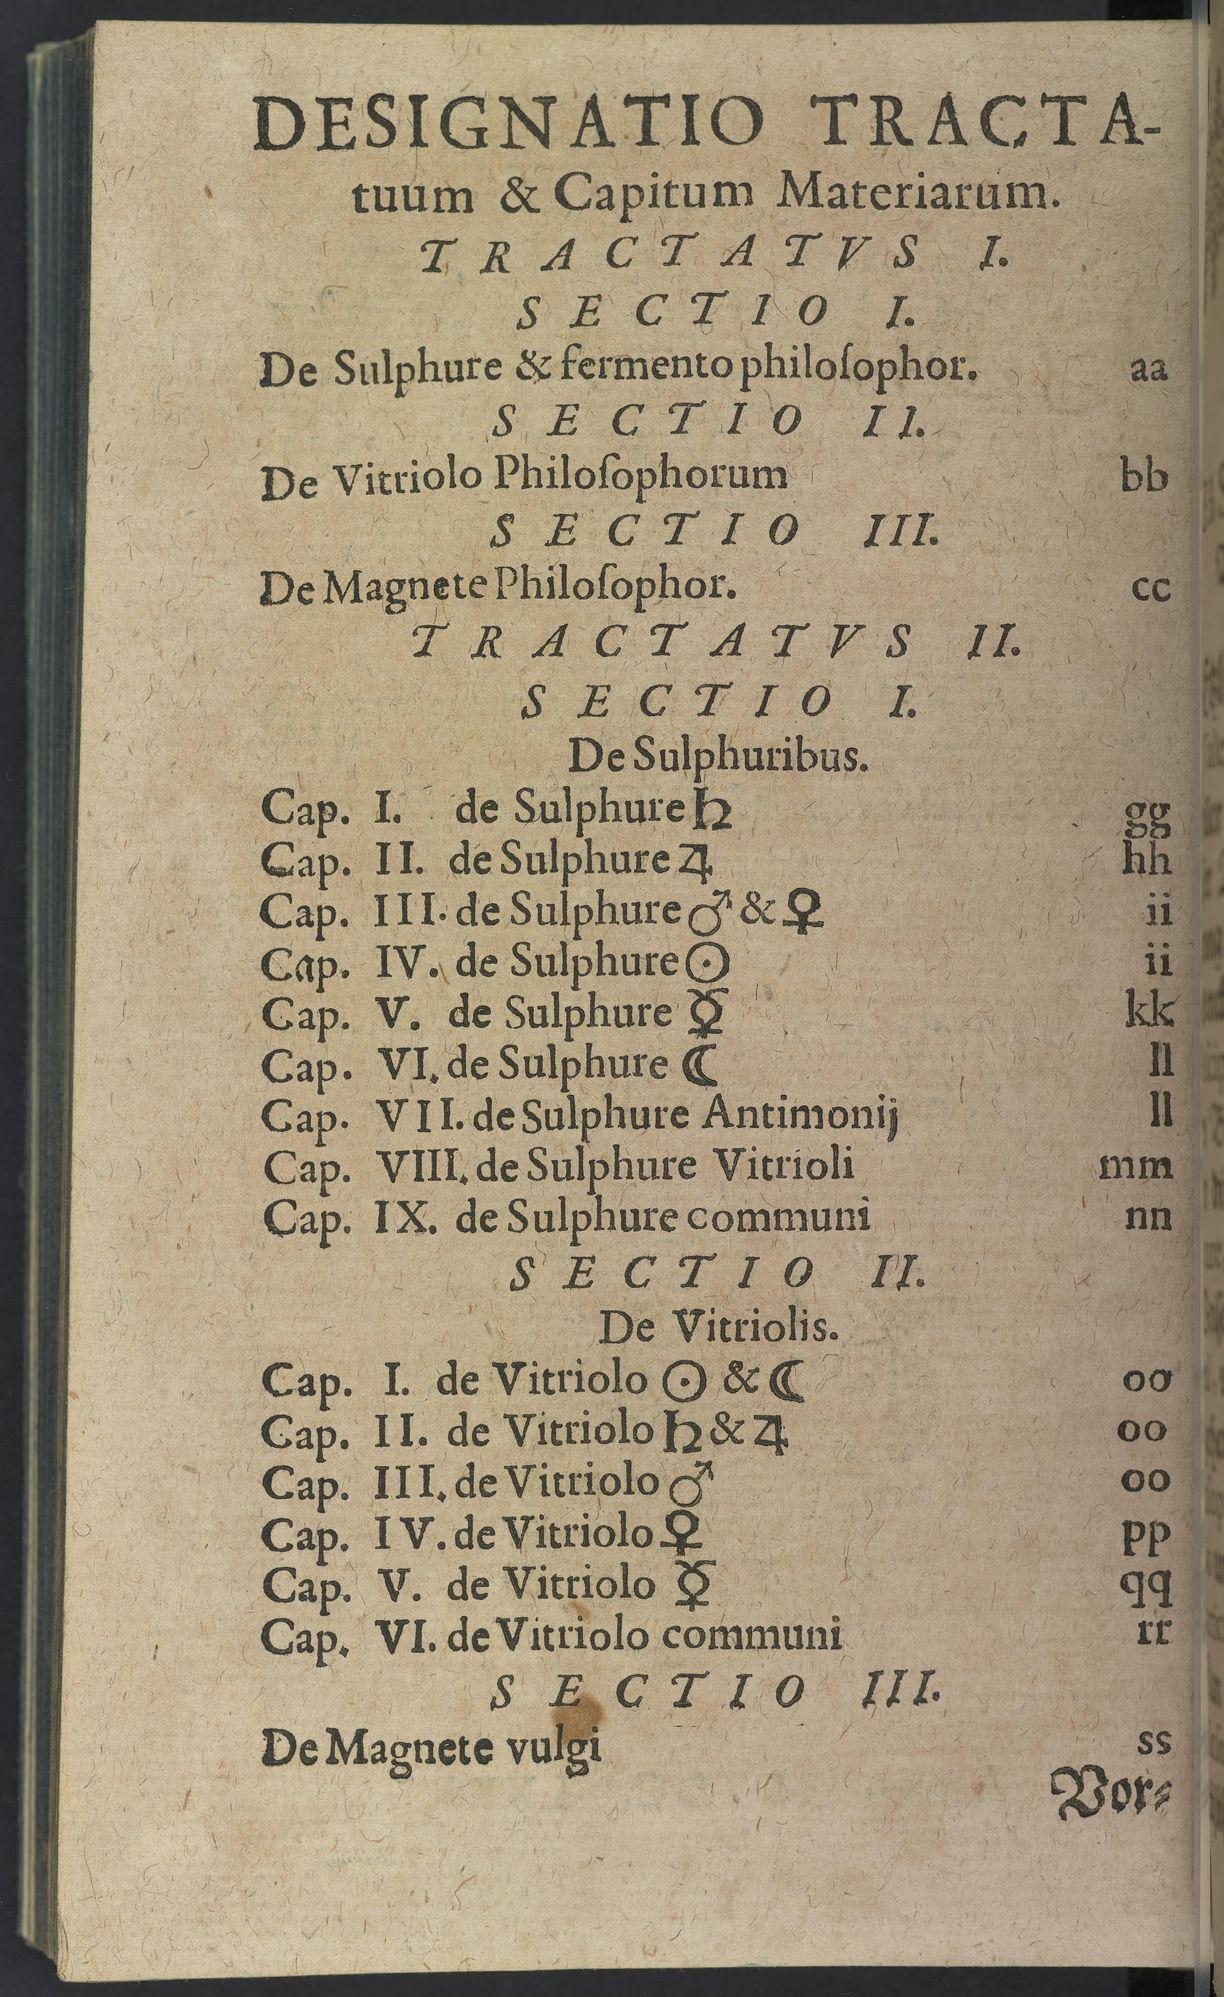 DESIGNATIO TRACTA-
tuum & Capitum Materiarum.
TRACTATVS I.
SECTIO I.
De Sulphure & fermento philoſophor. aa
SECTIO II.
De Vitriolo Philoſophorum bb
SECTIO III.
De Magnete Philoſophor. cc
TRACTATVS II.
SECTIO I.
De Sulphuribus.
Cap. I. de Sulphure ♄ gg
Cap. II. de Sulphure ♃ hh
Cap. III. de Sulphure ♂ & ♀ ii
Cap. IV. de Sulphure ☉ ii
Cap. V. de Sulphure ☿ kk
Cap. VI. de Sulphure ☾ ll
Cap. VII. de Sulphure Antimonij ll
Cap. VIII. de Sulphure Vitrioli mm
Cap. IX. de Sulphure communi nn
SECTIO II.
De Vitriolis.
Cap. I. de Vitriolo ☉ & ☾ oo
Cap. II. de Vitriolo ♄ & ♃ oo
Cap. III. de Vitriolo ♂ oo
Cap. IV. de Vitriolo ♀ pp
Cap. V. de Vitriolo ☿ qq
Cap. VI. de Vitriolo communi rr
SECTIO III.
De Magnete vulgi ss
Vor⸗